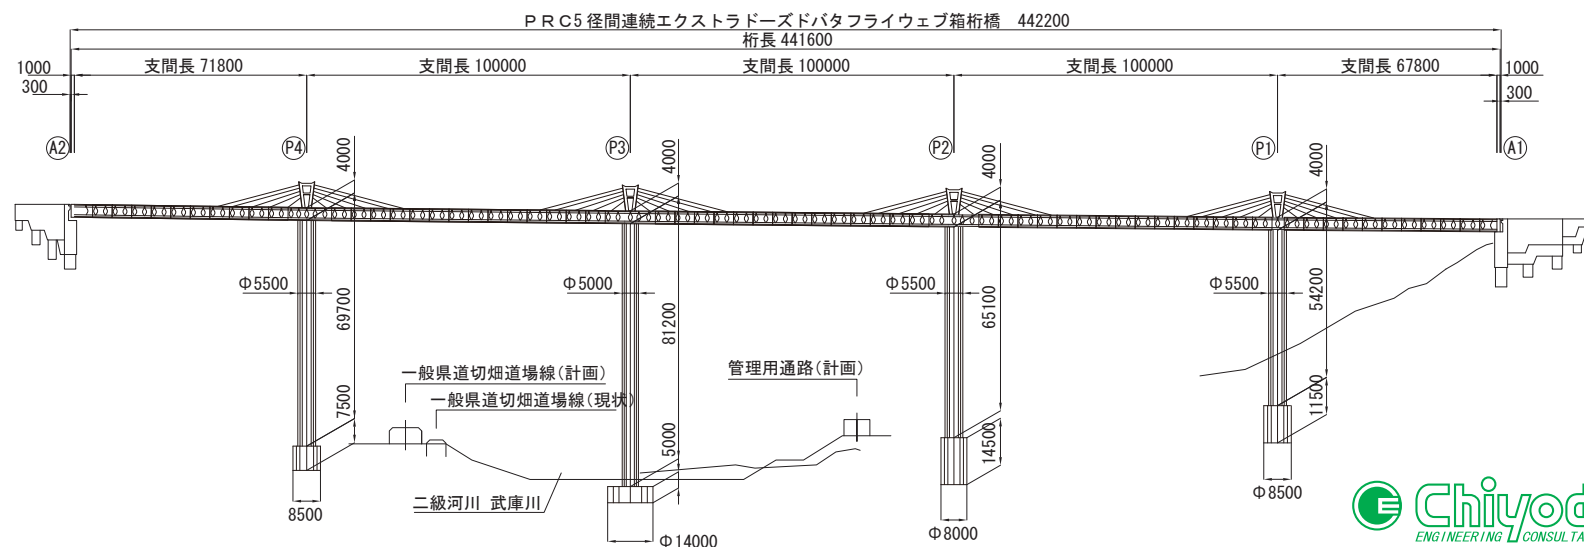 PRC5径間連続エクストラドーズドバタフライウェブ箱桁橋 442200
桁長 441600
1000 支間長 71800 支間長 100000 支間長 100000 支間長 100000 支間長 67800 1000
300 300
A2 P4 P3 P2 P1 A1
4000 4000 4000 4000
Φ5500 Φ5000 Φ5500 Φ5500
69700 81200 65100 54200
一般県道切畑道場線(計画)
管理用通路(計画)
一般県道切畑道場線(現状)
7500 5000 14500 11500
二級河川 武庫川
8500 Φ14000 Φ8000 Φ8500
Chiyod
ENGINEERING CONSULTA